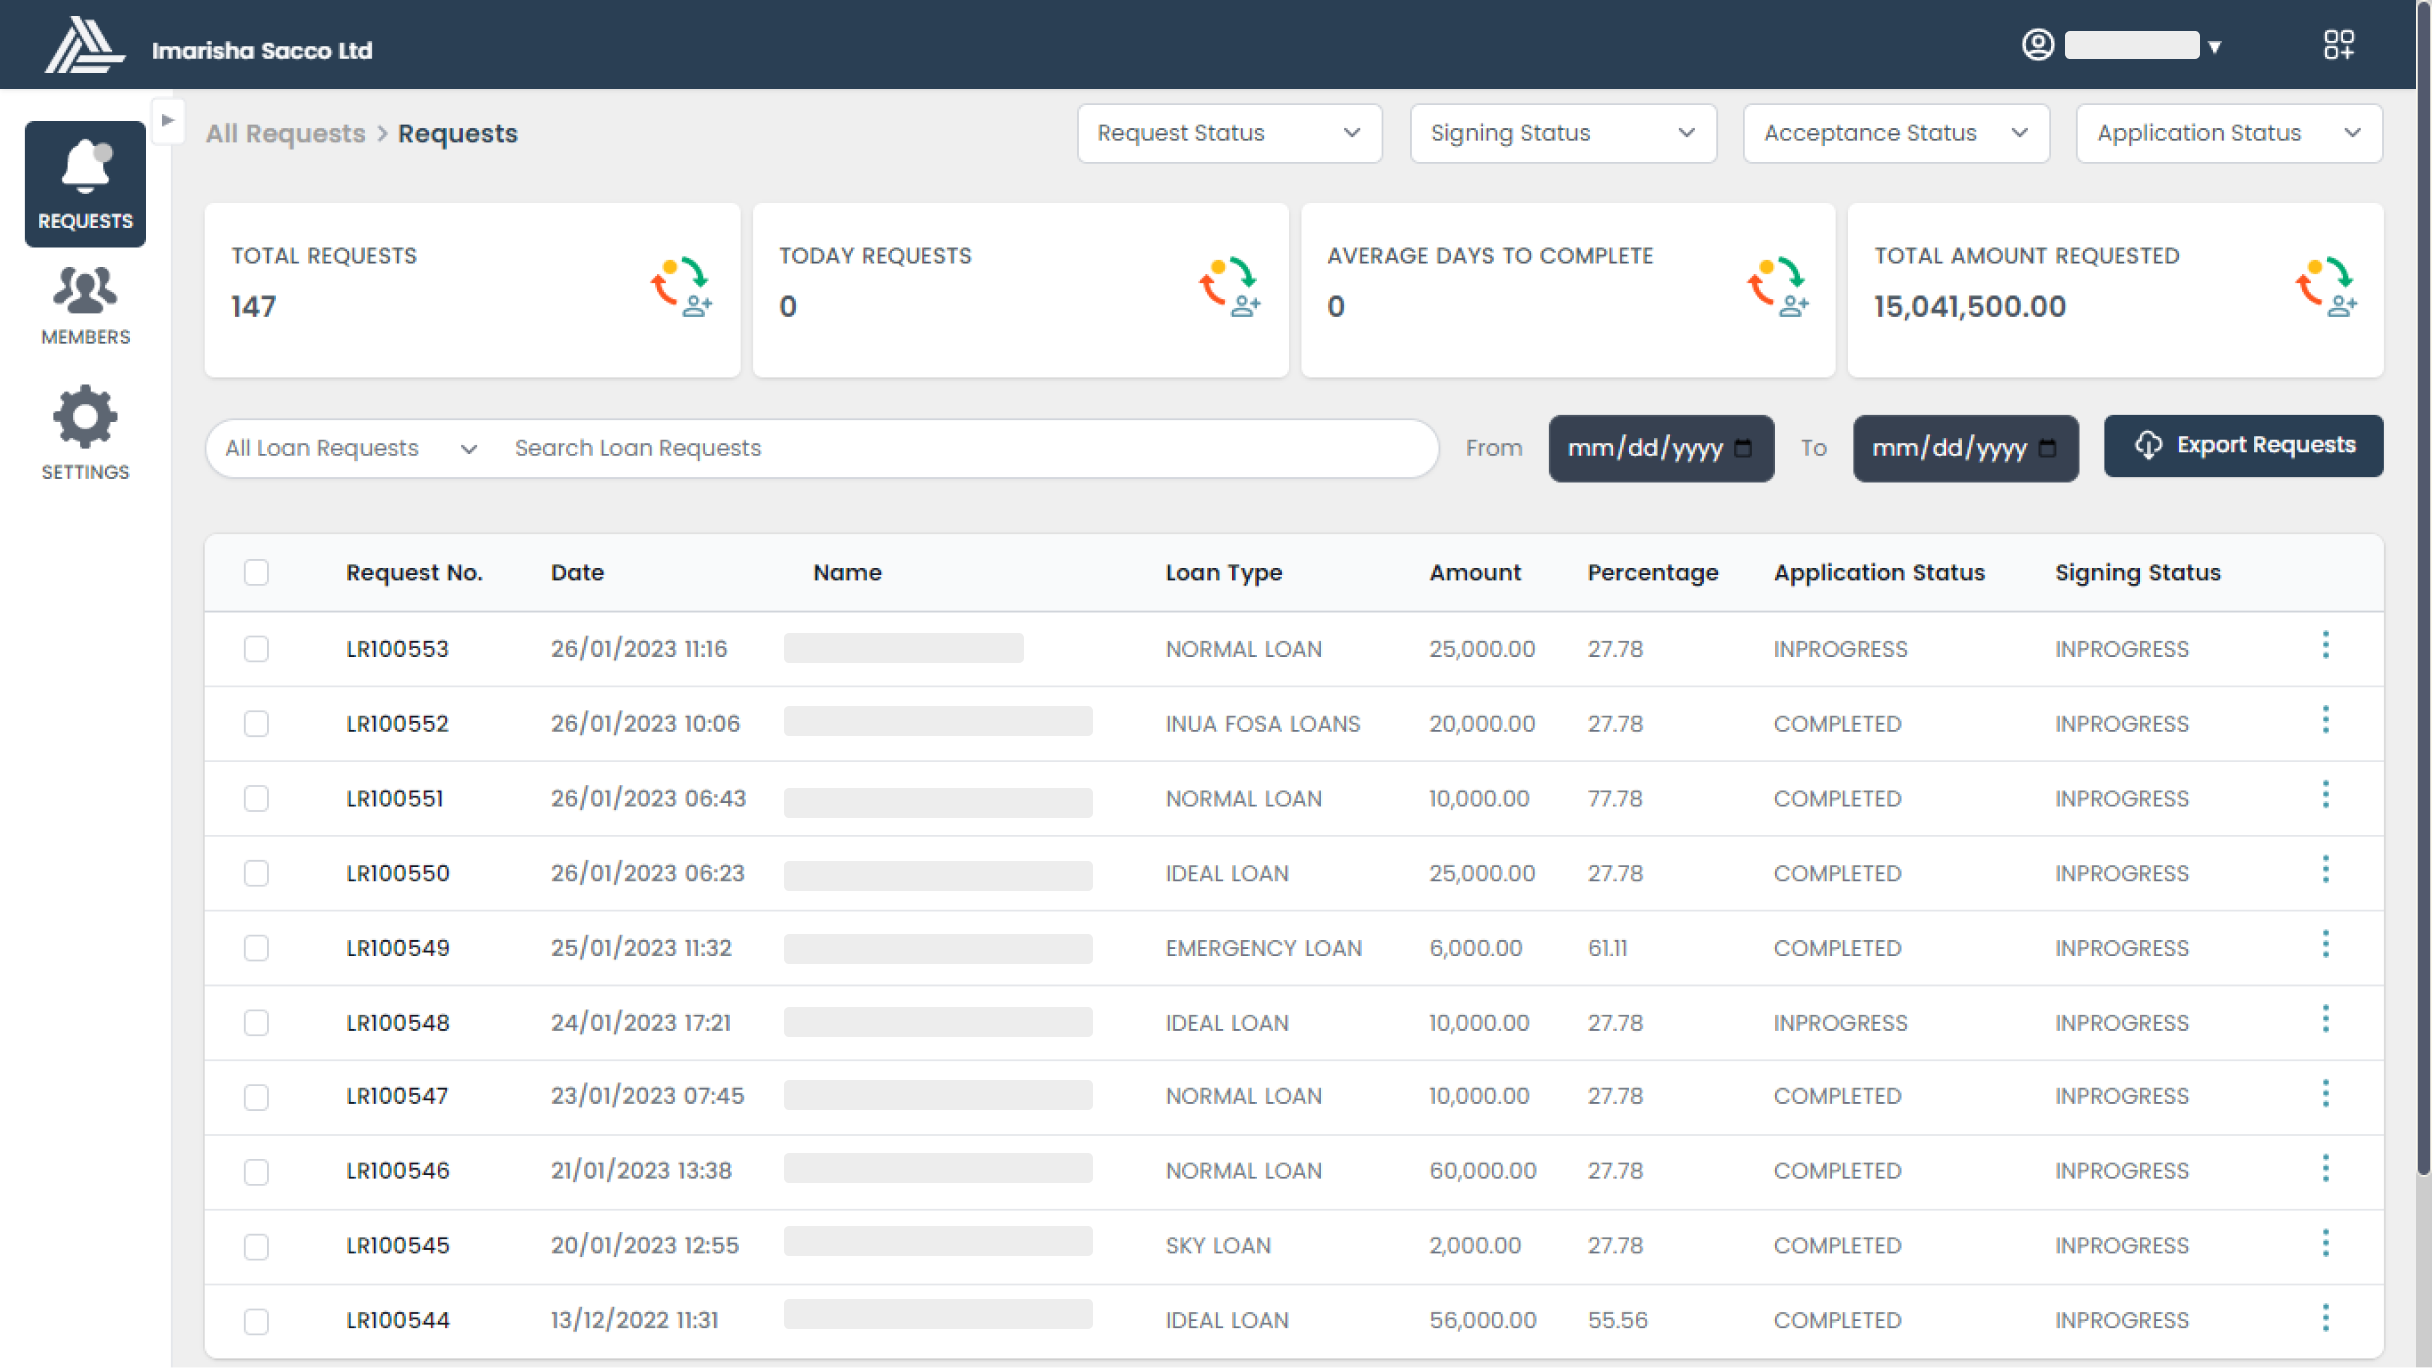 Imarisha Sacco Ltd
All Requests > Requests
Request Status
Signing Status
Acceptance Status
Application Status
REQUESTS
MEMBERS
SETTINGS
TOTAL REQUESTS
147
TODAY REQUESTS
0
AVERAGE DAYS TO COMPLETE
0
TOTAL AMOUNT REQUESTED
15,041,500.00
All Loan Requests Search Loan Requests From mm/dd/yyyy To mm/dd/yyyy Export Requests
Request No. Date Name Loan Type Amount Percentage Application Status Signing Status
LR100553 26/01/2023 11:16 NORMAL LOAN 25,000.00 27.78 INPROGRESS INPROGRESS
LR100552 26/01/2023 10:06 INUA FOSA LOANS 20,000.00 27.78 COMPLETED INPROGRESS
LR100551 26/01/2023 06:43 NORMAL LOAN 10,000.00 77.78 COMPLETED INPROGRESS
LR100550 26/01/2023 06:23 IDEAL LOAN 25,000.00 27.78 COMPLETED INPROGRESS
LR100549 25/01/2023 11:32 EMERGENCY LOAN 6,000.00 61.11 COMPLETED INPROGRESS
LR100548 24/01/2023 17:21 IDEAL LOAN 10,000.00 27.78 INPROGRESS INPROGRESS
LR100547 23/01/2023 07:45 NORMAL LOAN 10,000.00 27.78 COMPLETED INPROGRESS
LR100546 21/01/2023 13:38 NORMAL LOAN 60,000.00 27.78 COMPLETED INPROGRESS
LR100545 20/01/2023 12:55 SKY LOAN 2,000.00 27.78 COMPLETED INPROGRESS
LR100544 13/12/2022 11:31 IDEAL LOAN 56,000.00 55.56 COMPLETED INPROGRESS